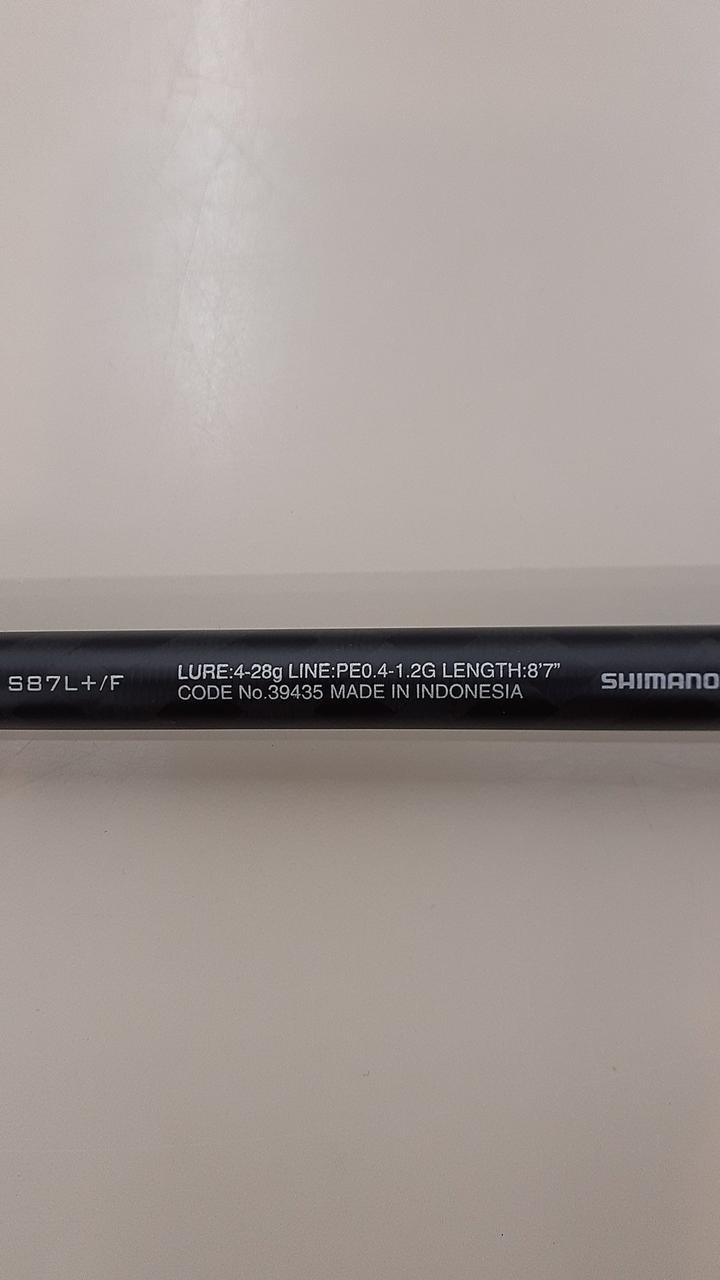 S87L+/F
LURE:4-28g LINE:PE0.4-1.2G LENGTH:8'7"
CODE No.39435 MADE IN INDONESIA
SHIMANO